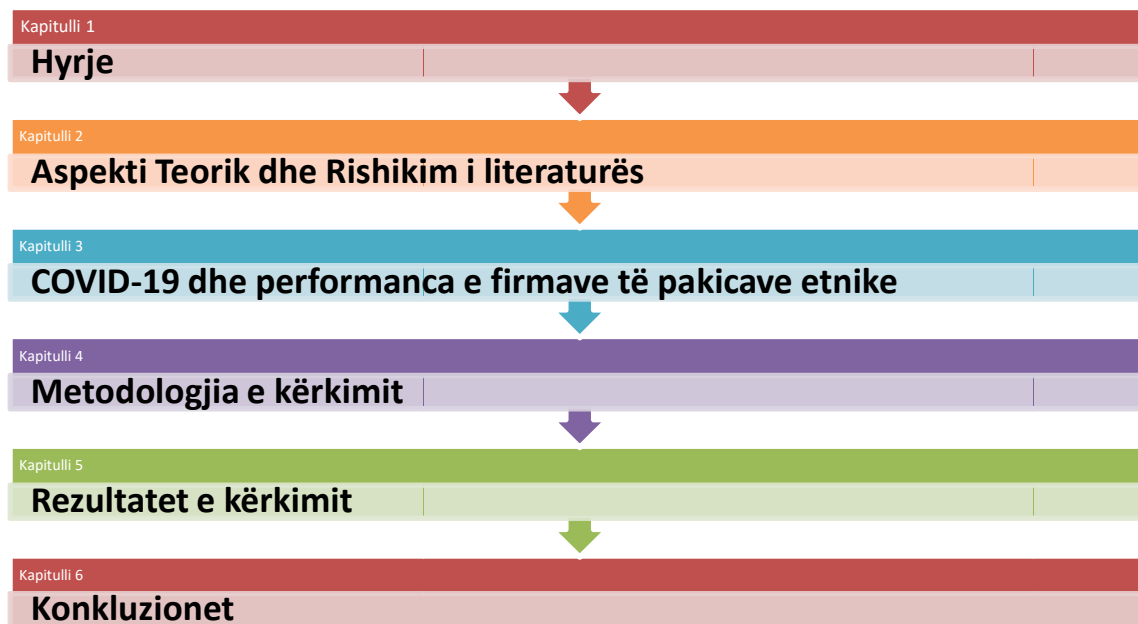 Kapitulli 1
Hyrje
Kapitulli 2
Aspekti Teorik dhe Rishikim i literaturës
Kapitulli 3
COVID-19 dhe performanca e firmave të pakicave etnike
Kapitulli 4
Metodologjia e kërkimit
Kapitulli 5
Rezultatet e kërkimit
Kapitulli 6
Konkluzionet